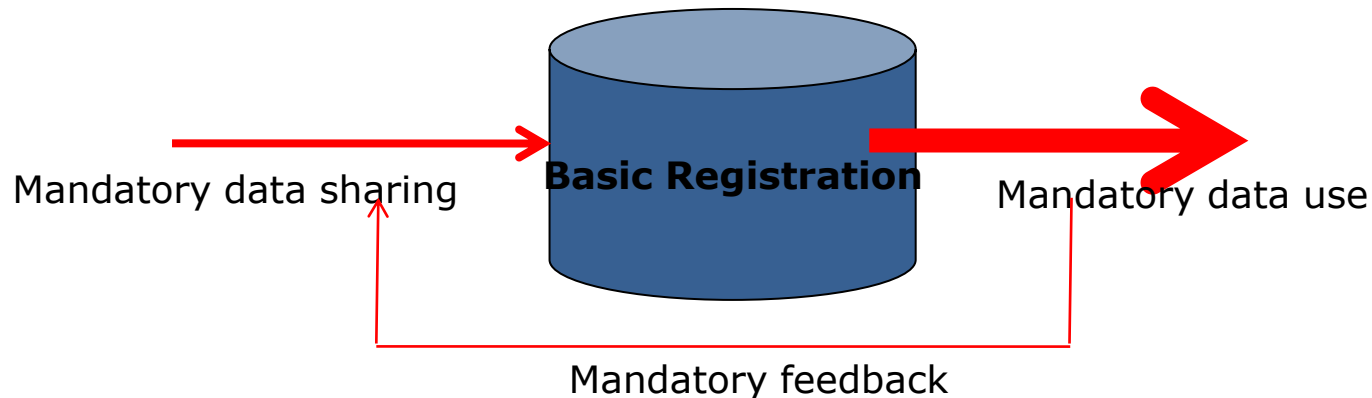 Basic Registration
Mandatory data sharing
Mandatory data use
Mandatory feedback